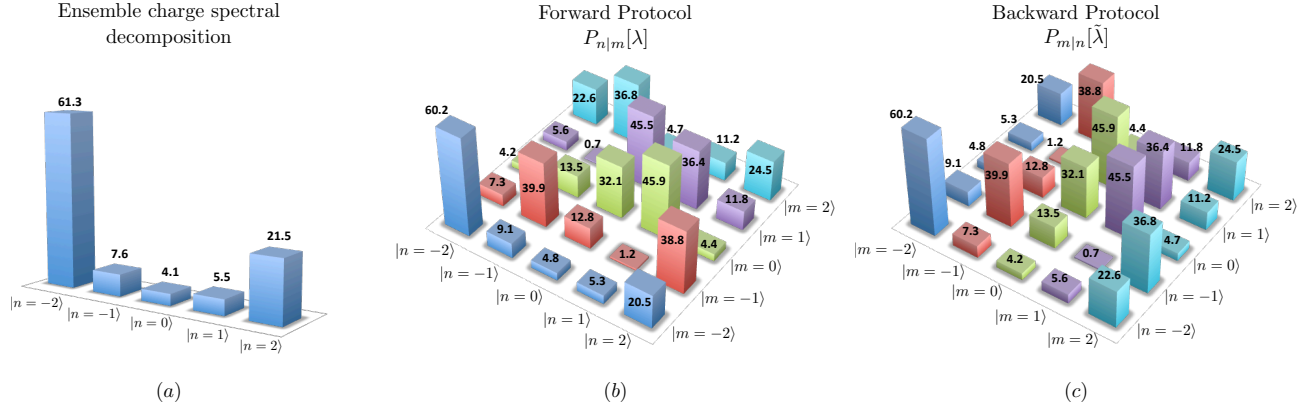 Ensemble charge spectral
decomposition
61.3
7.6
4.1
5.5
21.5
|n = −2⟩
|n = −1⟩
|n = 0⟩
|n = 1⟩
|n = 2⟩
(a)
Forward Protocol
P_{n|m}[λ]
22.6
36.8
4.7
11.2
24.5
5.6
0.7
45.5
36.4
11.8
4.2
13.5
32.1
45.9
4.4
7.3
39.9
12.8
1.2
38.8
60.2
9.1
4.8
5.3
20.5
|n = −2⟩
|n = −1⟩
|n = 0⟩
|n = 1⟩
|n = 2⟩
|m = 2⟩
|m = 1⟩
|m = 0⟩
|m = −1⟩
|m = −2⟩
(b)
Backward Protocol
P_{m|n}[λ̃]
20.5
38.8
4.4
11.8
24.5
5.3
1.2
45.9
36.4
11.2
4.8
12.8
32.1
45.5
4.7
9.1
39.9
13.5
0.7
36.8
60.2
7.3
4.2
5.6
22.6
|m = −2⟩
|m = −1⟩
|m = 0⟩
|m = 1⟩
|m = 2⟩
|n = 2⟩
|n = 1⟩
|n = 0⟩
|n = −1⟩
|n = −2⟩
(c)